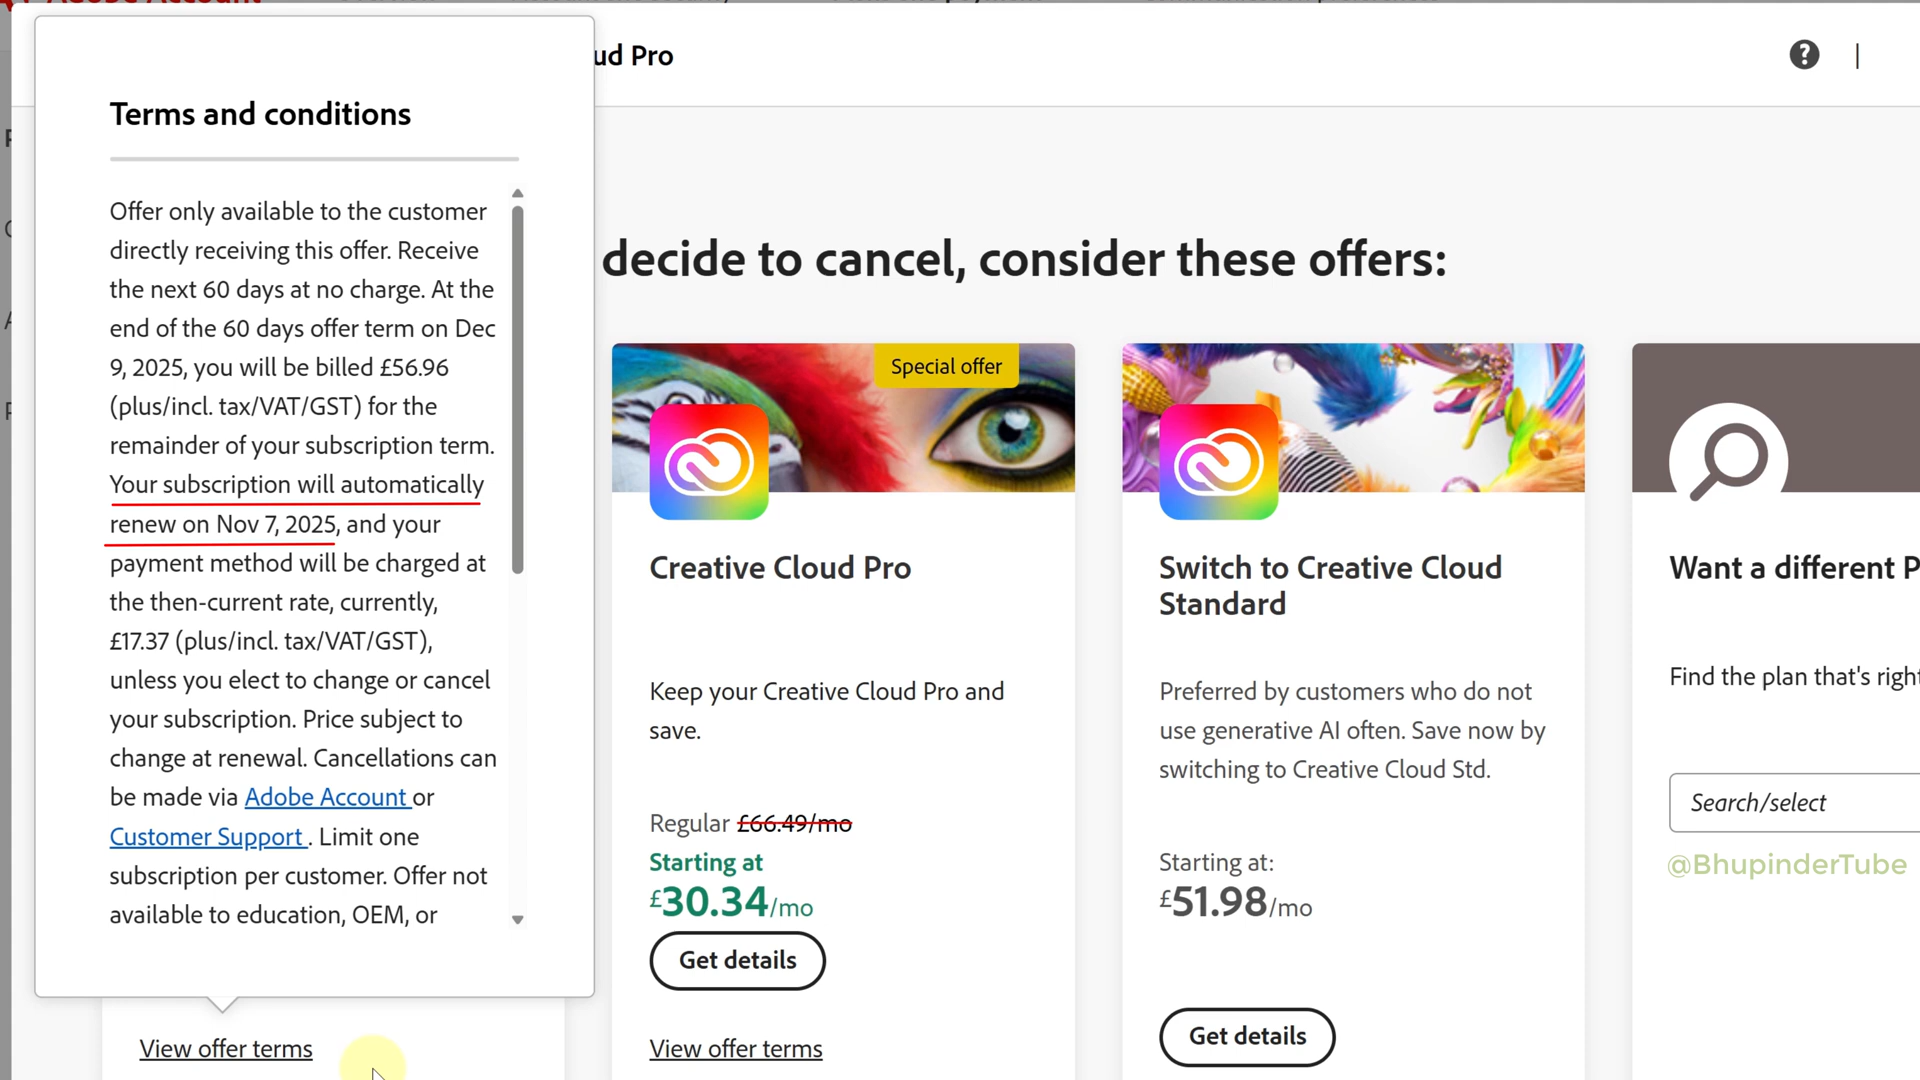 ud Pro
Terms and conditions
Offer only available to the customer
directly receiving this offer. Receive
the next 60 days at no charge. At the
end of the 60 days offer term on Dec
9, 2025, you will be billed £56.96
(plus/incl. tax/VAT/GST) for the
remainder of your subscription term.
Your subscription will automatically
renew on Nov 7, 2025, and your
payment method will be charged at
the then-current rate, currently,
£17.37 (plus/incl. tax/VAT/GST),
unless you elect to change or cancel
your subscription. Price subject to
change at renewal. Cancellations can
be made via Adobe Account or
Customer Support . Limit one
subscription per customer. Offer not
available to education, OEM, or
View offer terms
decide to cancel, consider these offers:
Special offer
Creative Cloud Pro
Keep your Creative Cloud Pro and
save.
Regular £66.49/mo
Starting at
£30.34/mo
Get details
View offer terms
Switch to Creative Cloud
Standard
Preferred by customers who do not
use generative AI often. Save now by
switching to Creative Cloud Std.
Starting at:
£51.98/mo
Get details
Want a different P
Find the plan that's right
Search/select
@BhupinderTube